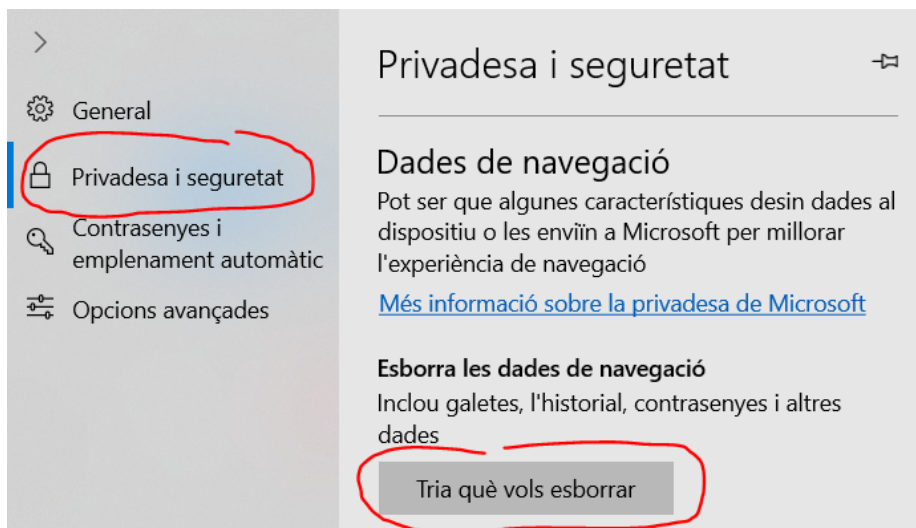 General
Privadesa i seguretat
Contrasenyes i
emplenament automàtic
Opcions avançades
Privadesa i seguretat
Dades de navegació
Pot ser que algunes característiques desin dades al
dispositiu o les enviïn a Microsoft per millorar
l'experiència de navegació
Més informació sobre la privadesa de Microsoft
Esborra les dades de navegació
Inclou galetes, l'historial, contrasenyes i altres
dades
Tria què vols esborrar